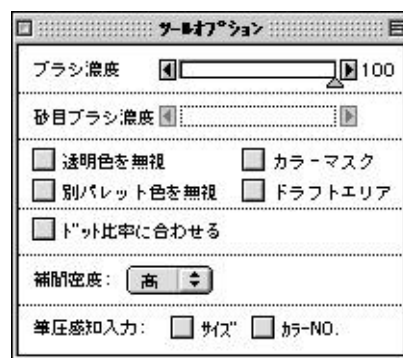 ツールオプション
ブラシ濃度 100
砂目ブラシ濃度
透明色を無視 カラーマスク
別パレット色を無視 ドラフトエリア
ドット比率に合わせる
補間密度: 高
筆圧感知入力: サイズ カラーNO.